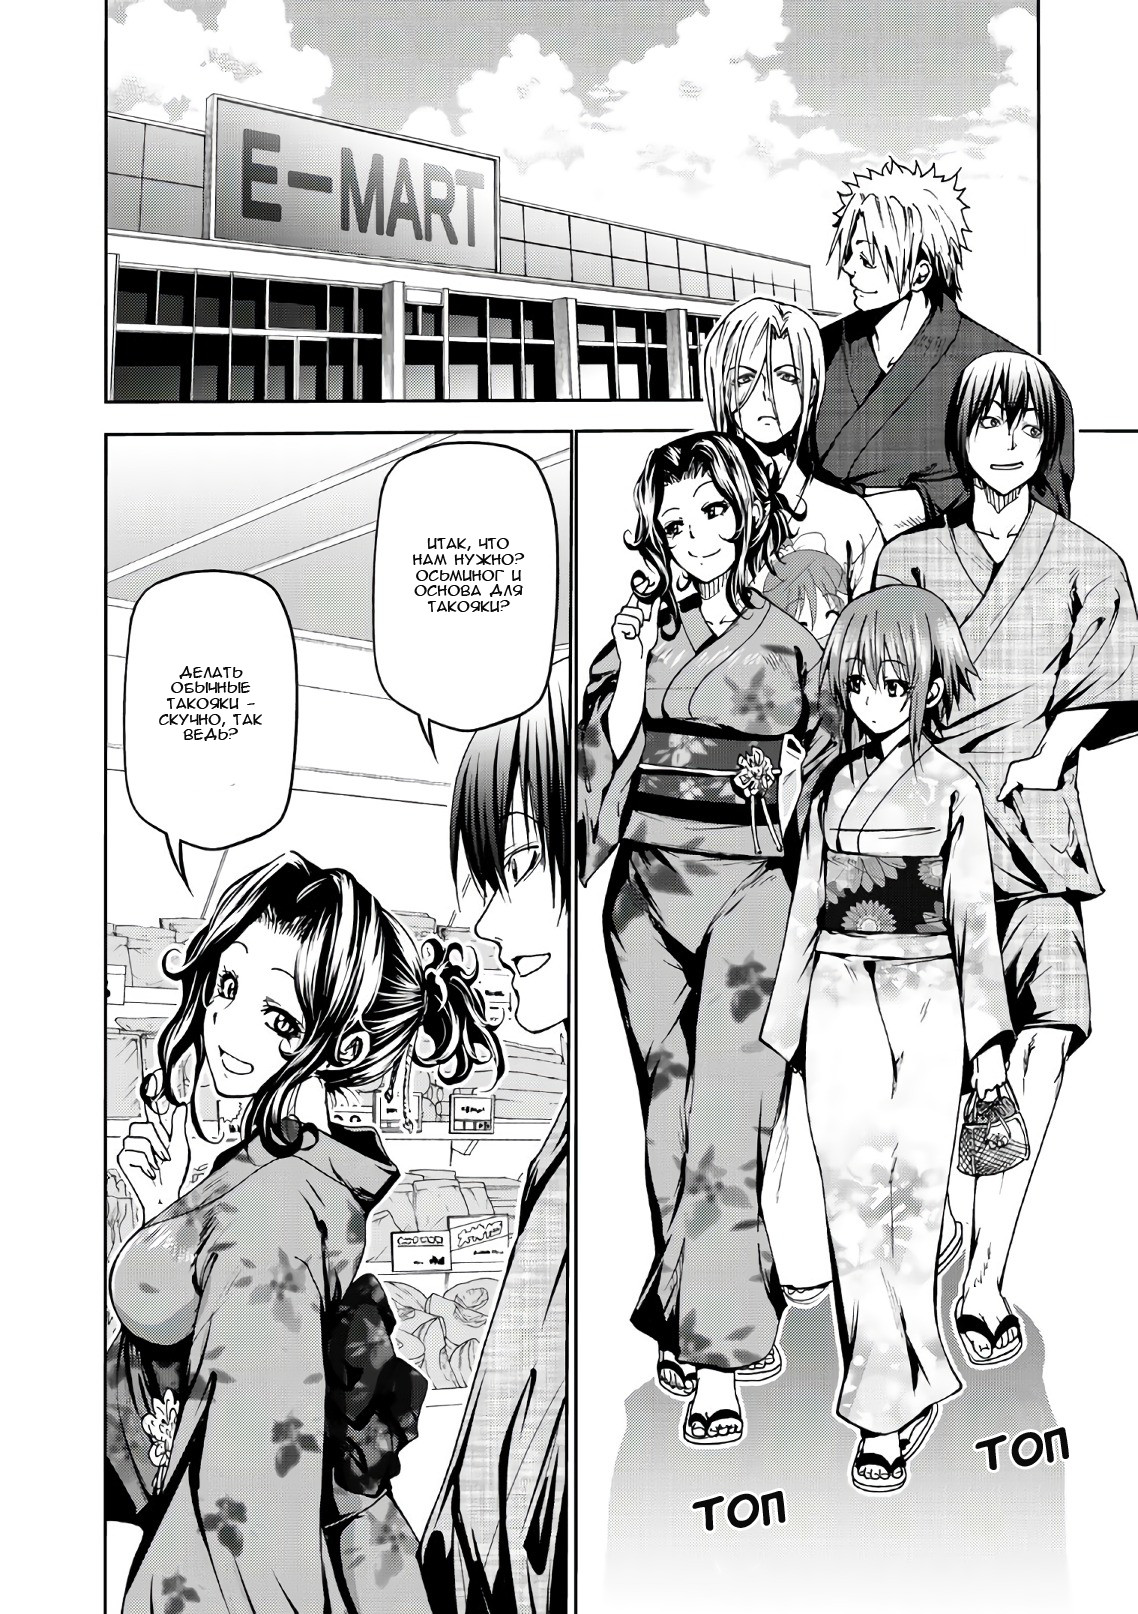 E-MART
ИТАК, ЧТО
НАМ НУЖНО?
ОСЬМИНОГ И
ОСНОВА ДЛЯ
ТАКОЯКИ?
ДЕЛАТЬ
ОБЫЧНЫЕ
ТАКОЯКИ -
СКУЧНО, ТАК
ВЕДЬ?
ТОП
ТОП